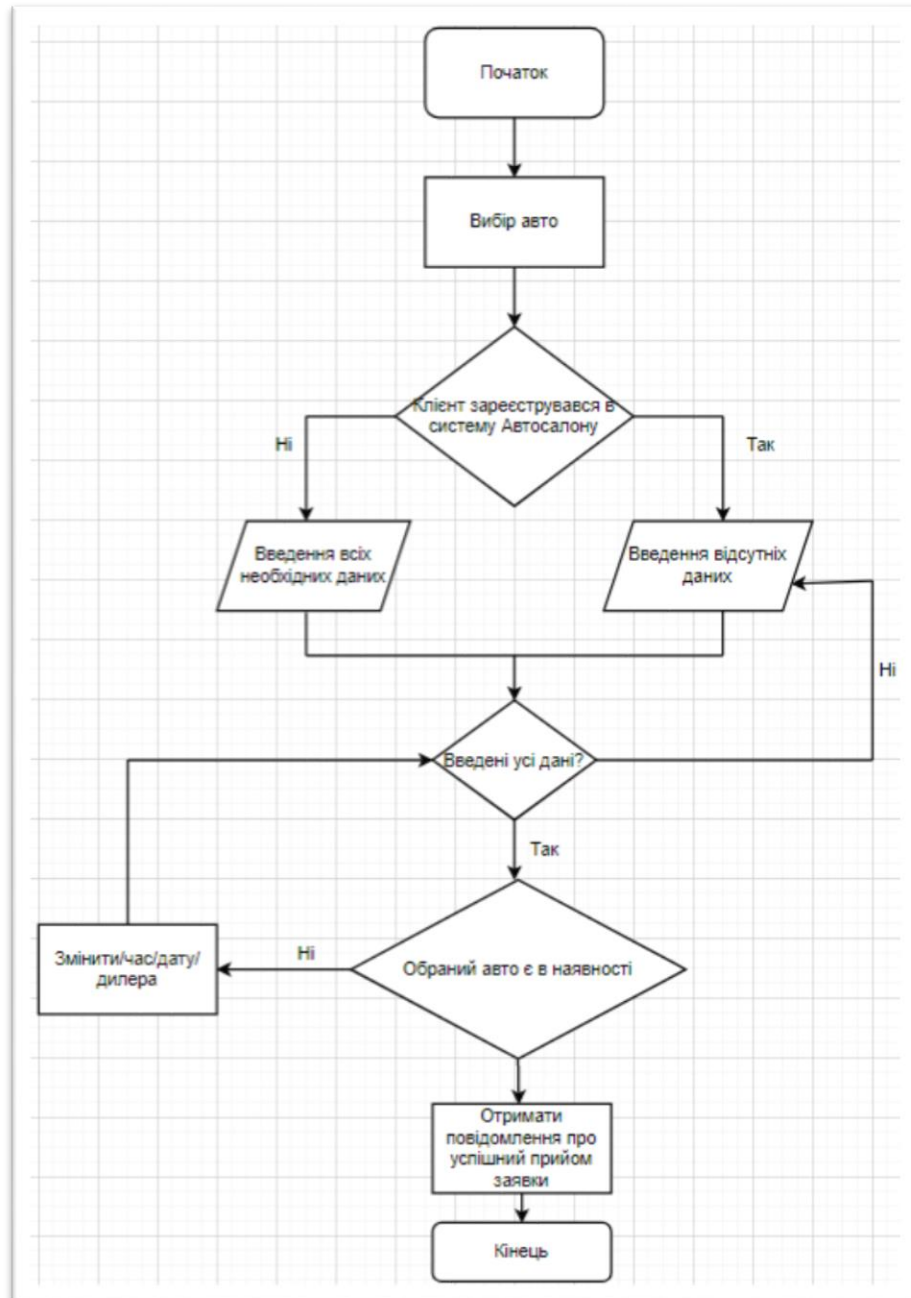 Початок
Вибір авто
Клієнт зареєструвався в
систему Автосалону
Ні
Так
Введення всіх
необхідних даних
Введення відсутніх
даних
Ні
Введені усі дані?
Так
Змінити/час/дату/
дилера
Ні
Обраний авто є в наявності
Отримати
повідомлення про
успішний прийом
заявки
Кінець